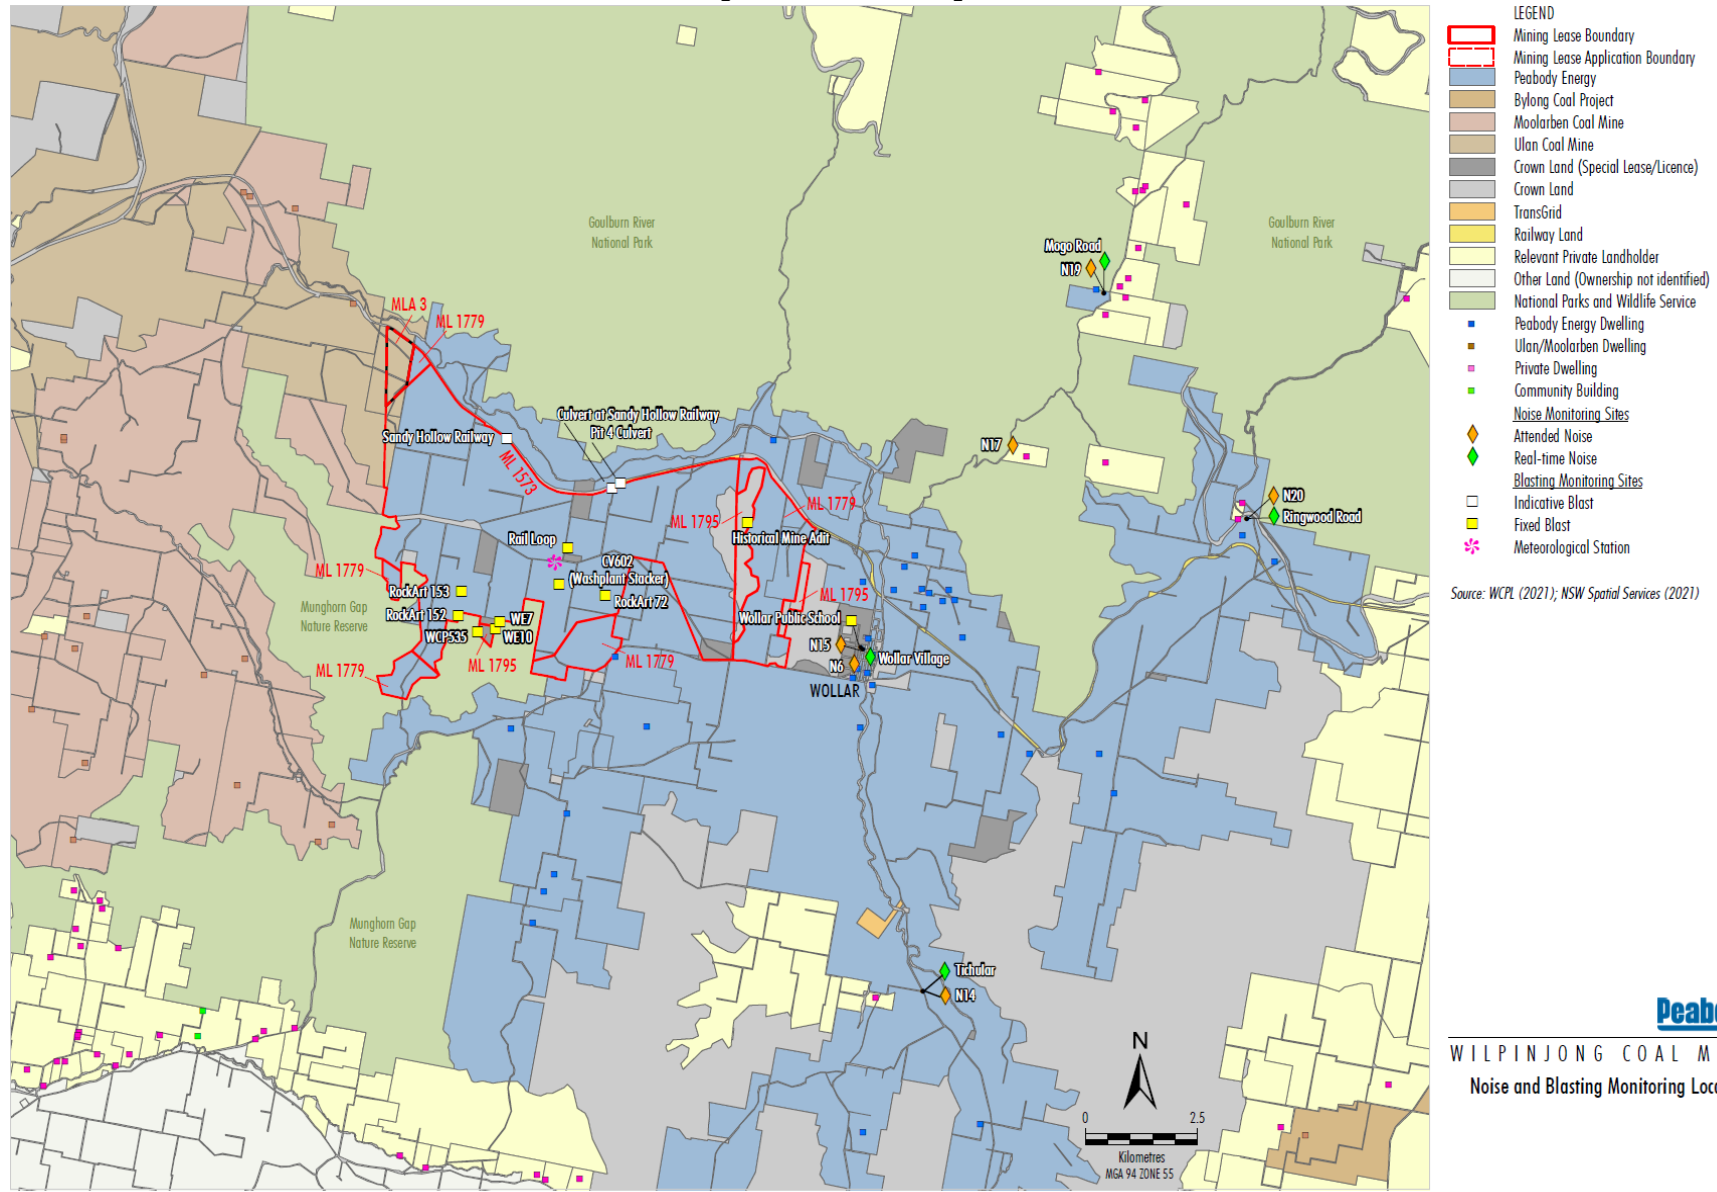 LEGEND
Mining Lease Boundary
Mining Lease Application Boundary
Peabody Energy
Bylong Coal Project
Moolarben Coal Mine
Ulan Coal Mine
Crown Land (Special Lease/Licence)
Crown Land
TransGrid
Railway Land
Relevant Private Landholder
Other Land (Ownership not identified)
National Parks and Wildlife Service
Peabody Energy Dwelling
Ulan/Moolarben Dwelling
Private Dwelling
Community Building
Noise Monitoring Sites
Attended Noise
Real-time Noise
Blasting Monitoring Sites
Indicative Blast
Fixed Blast
Meteorological Station
Source: WCPL (2021); NSW Spatial Services (2021)
Goulburn River
National Park
Goulburn River
National Park
Mogo Road
N19
MLA 3
ML 1779
Culvert at Sandy Hollow Railway
Pit 4 Culvert
Sandy Hollow Railway
ML 1573
N17
N20
Ringwood Road
ML 1795
ML 1779
Historical Mine Adit
Rail Loop
CV602
(Washplant Stacker)
RockArt 72
ML 1779
RockArt 153
RockArt 152
Munghorn Gap
Nature Reserve
WE7
WE10
WCP535
ML 1795
ML 1779
ML 1779
ML 1795
Wollar Public School
N15
N6
Wollar Village
WOLLAR
Munghorn Gap
Nature Reserve
Tichular
N14
N
0 2.5
Kilometres
MGA 94 ZONE 55
Peab
WILPINJONG COAL M
Noise and Blasting Monitoring Loca